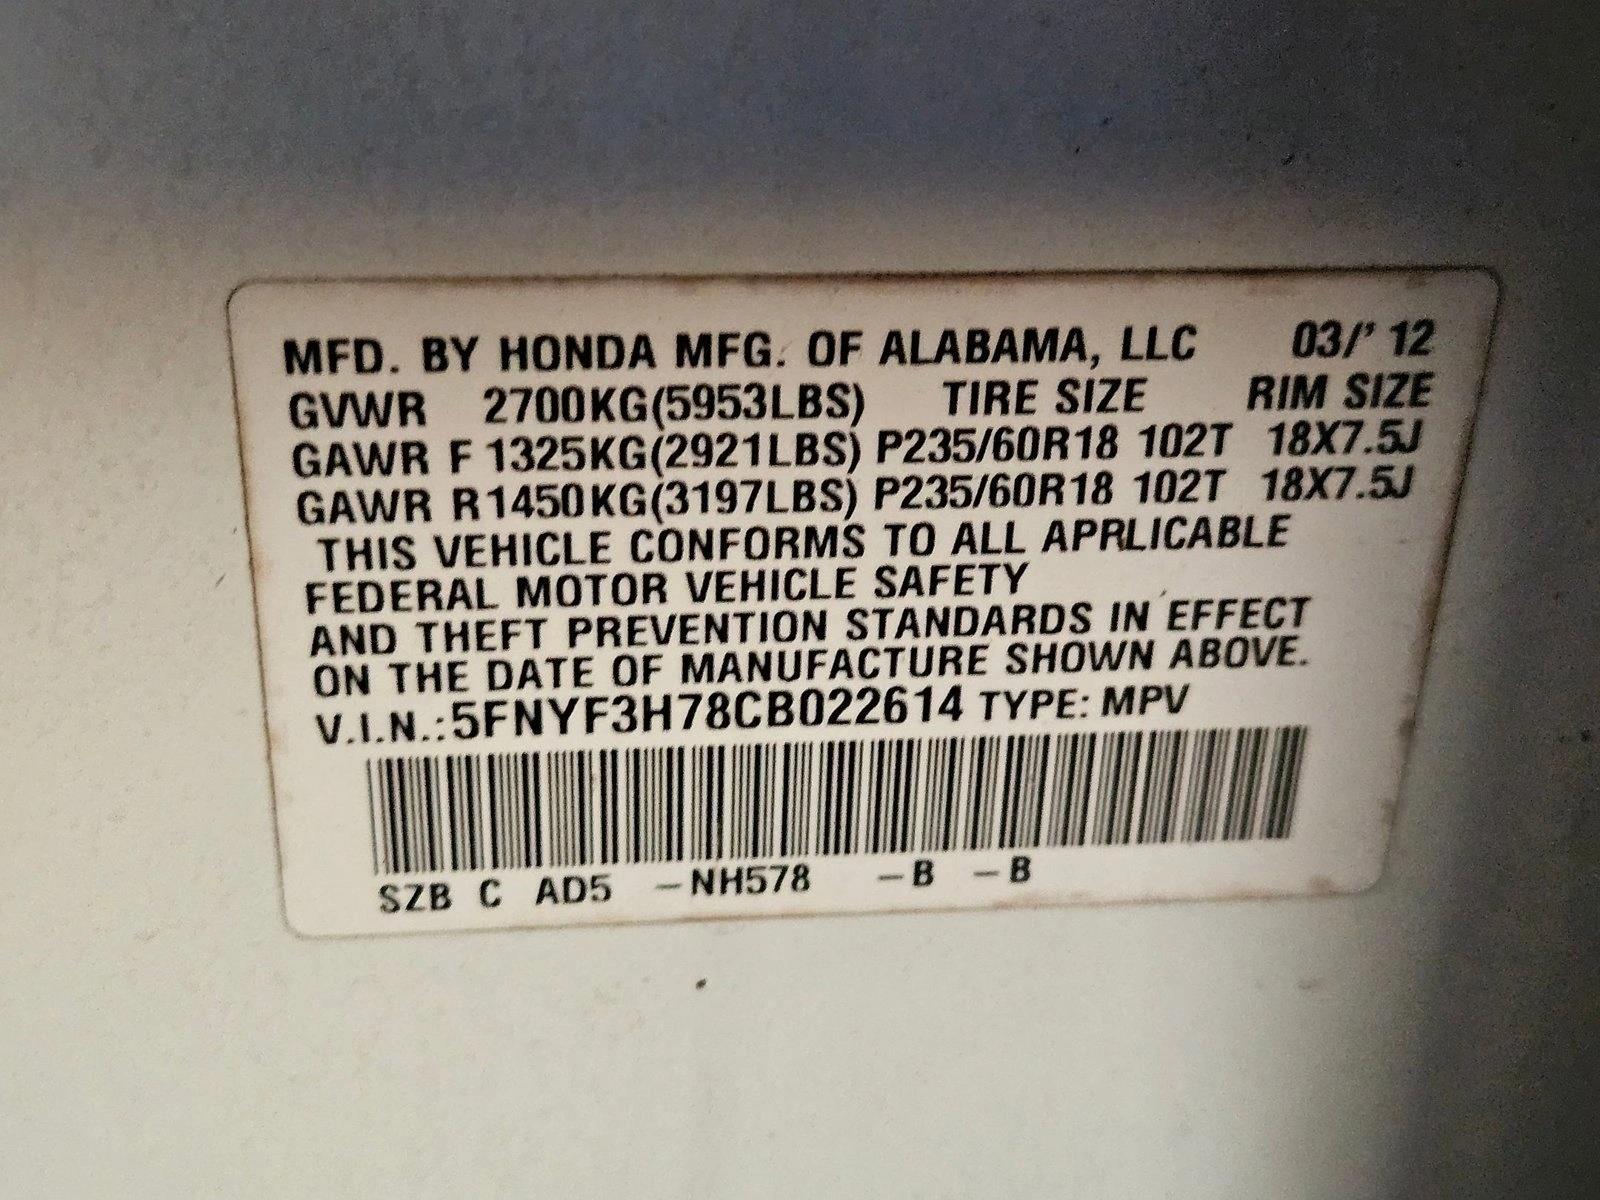 MFD. BY HONDA MFG. OF ALABAMA, LLC 03/' 12
GVWR 2700KG(5953LBS) TIRE SIZE RIM SIZE
GAWR F 1325KG(2921LBS) P235/60R18 102T 18X7.5J
GAWR R 1450KG(3197LBS) P235/60R18 102T 18X7.5J
THIS VEHICLE CONFORMS TO ALL APPLICABLE
FEDERAL MOTOR VEHICLE SAFETY
AND THEFT PREVENTION STANDARDS IN EFFECT
ON THE DATE OF MANUFACTURE SHOWN ABOVE.
V.I.N.:5FNYF3H78CB022614 TYPE: MPV
SZB C AD5 -NH578 -B -B